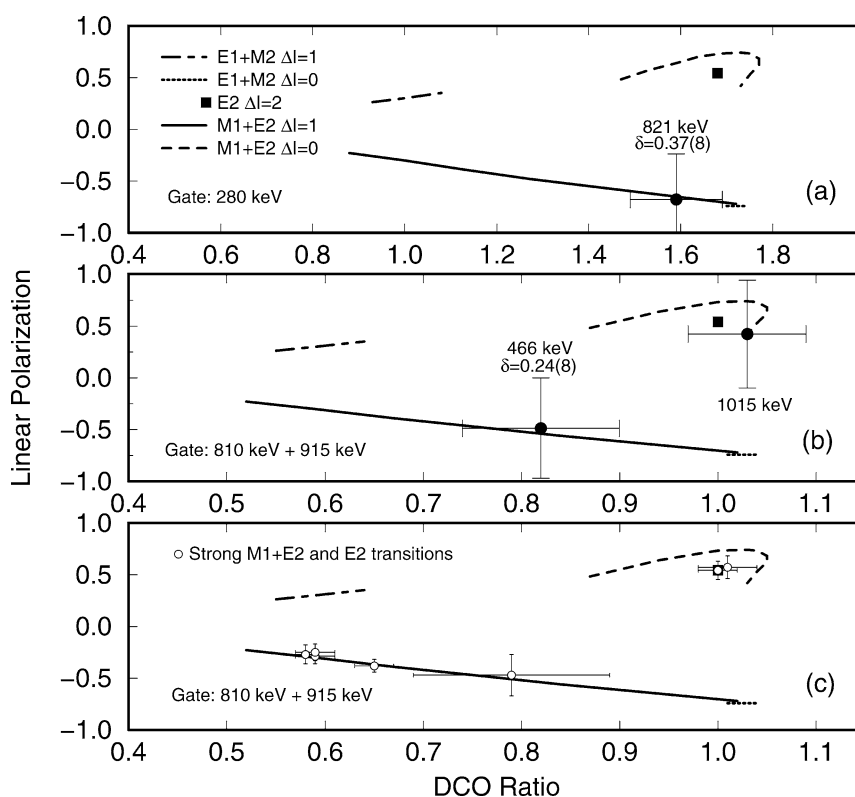 1.0
0.5
0.0
−0.5
−1.0
E1+M2 ΔI=1
E1+M2 ΔI=0
E2 ΔI=2
M1+E2 ΔI=1
M1+E2 ΔI=0
821 keV
δ=0.37(8)
Gate: 280 keV
(a)
0.4 0.6 0.8 1.0 1.2 1.4 1.6 1.8
1.0
0.5
0.0
−0.5
−1.0
466 keV
δ=0.24(8)
1015 keV
Gate: 810 keV + 915 keV
(b)
0.4 0.5 0.6 0.7 0.8 0.9 1.0 1.1
1.0
0.5
0.0
−0.5
−1.0
Strong M1+E2 and E2 transitions
Gate: 810 keV + 915 keV
(c)
0.4 0.5 0.6 0.7 0.8 0.9 1.0 1.1
Linear Polarization
DCO Ratio